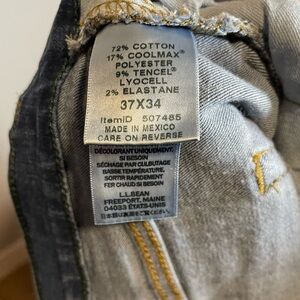 72% COTTON
17% COOLMAX®
POLYESTER
9% TENCEL®
LYOCELL
2% ELASTANE
37X34
ItemID 507485
MADE IN MEXICO
CARE ON REVERSE
DÉCOLORANT UNIQUEMENT,
SI BESOIN
SÉCHAGE PAR CULBUTAGE
BASSE TEMPÉRATURE,
SORTIR RAPIDEMENT
FER CHAUD SI BESOIN
L.L.BEAN
FREEPORT, MAINE
04033 ÉTATS-UNIS